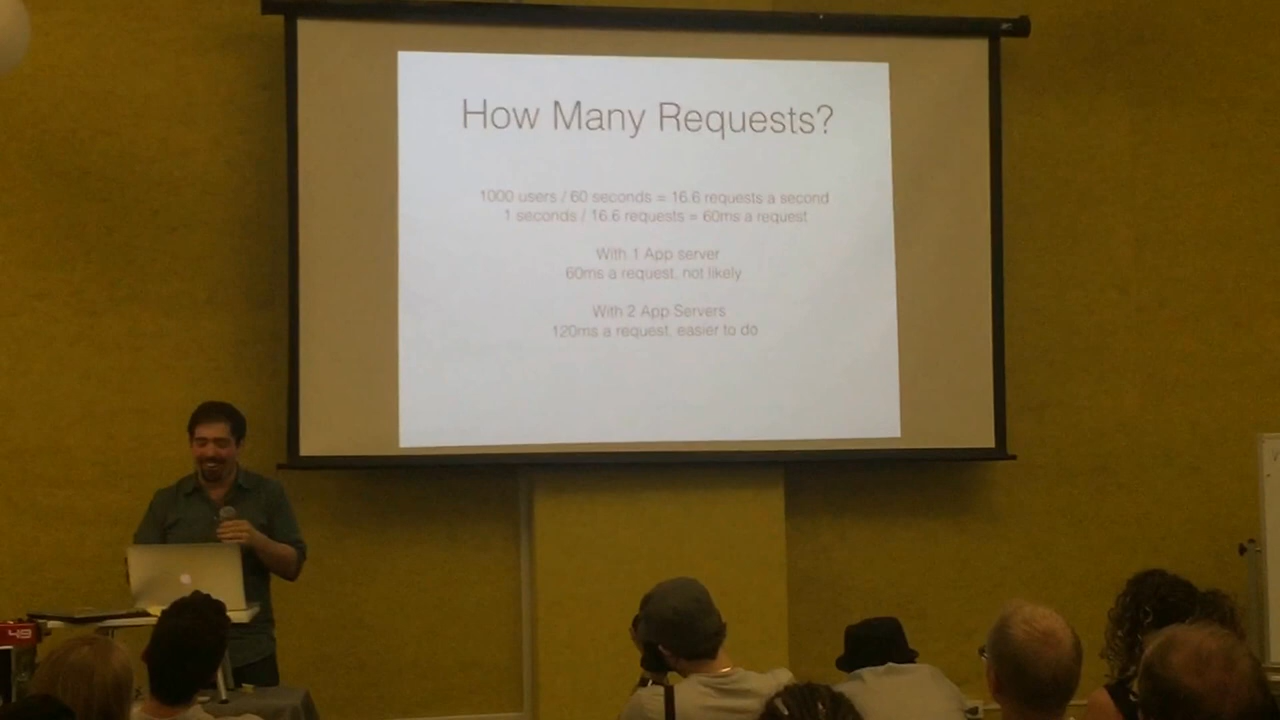 How Many Requests?
1000 users / 60 seconds = 16.6 requests a second
1 seconds / 16.6 requests = 60ms a request
With 1 App server
60ms a request, not likely
With 2 App Servers
120ms a request, easier to do
49